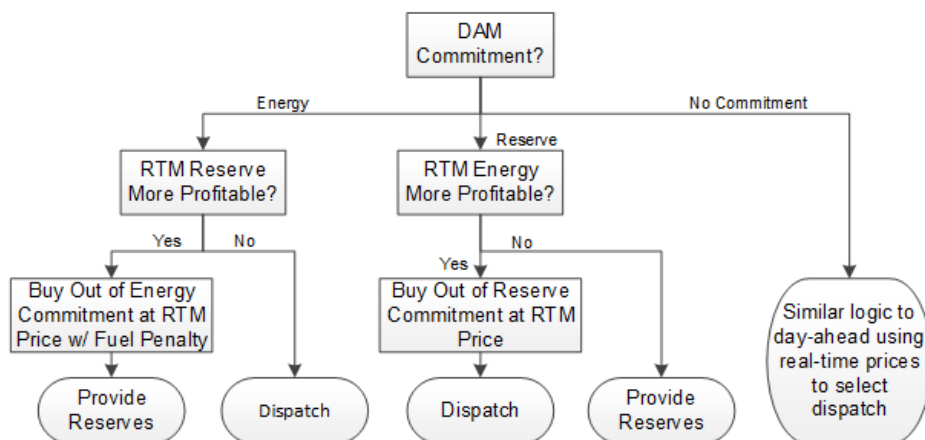 DAM
Commitment?
Energy
No Commitment
Reserve
RTM Reserve
More Profitable?
RTM Energy
More Profitable?
Yes
No
Yes
No
Buy Out of Energy
Commitment at RTM
Price w/ Fuel Penalty
Buy Out of Reserve
Commitment at RTM
Price
Similar logic to
day-ahead using
real-time prices
to select
dispatch
Provide
Reserves
Dispatch
Dispatch
Provide
Reserves